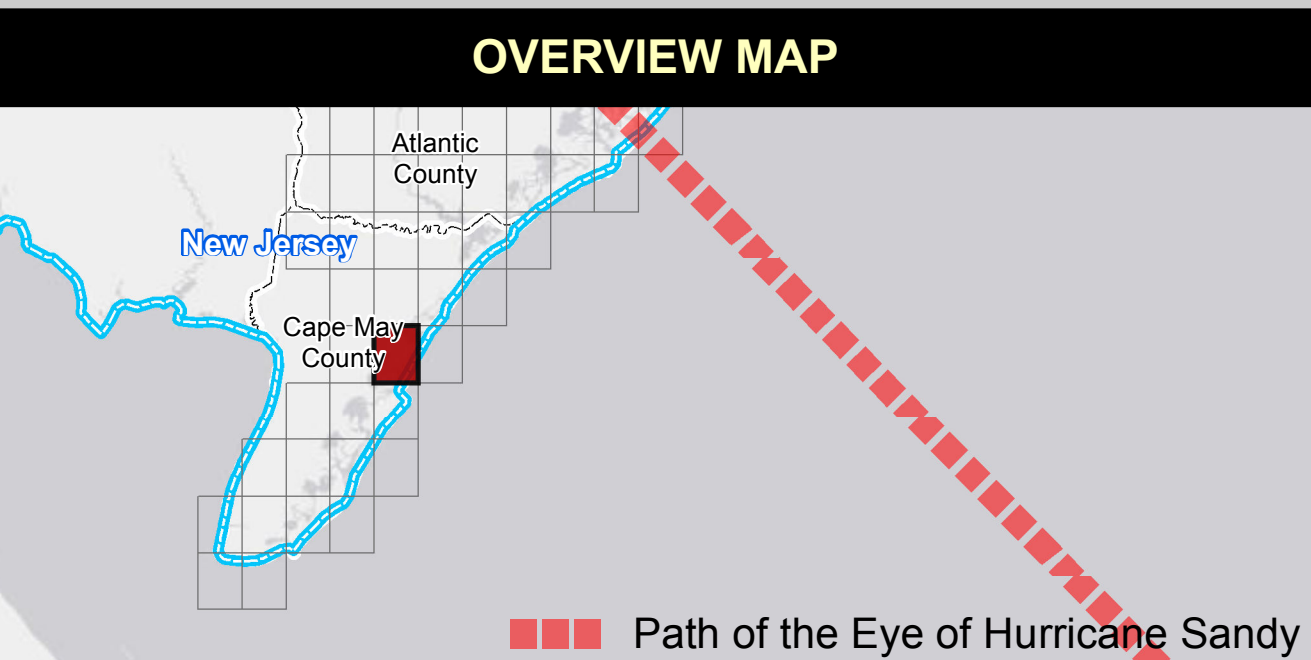 OVERVIEW MAP
Atlantic
County
New Jersey
Cape May
County
Path of the Eye of Hurricane Sandy